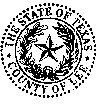 THE STATE OF TEXAS
COUNTY OF LEE